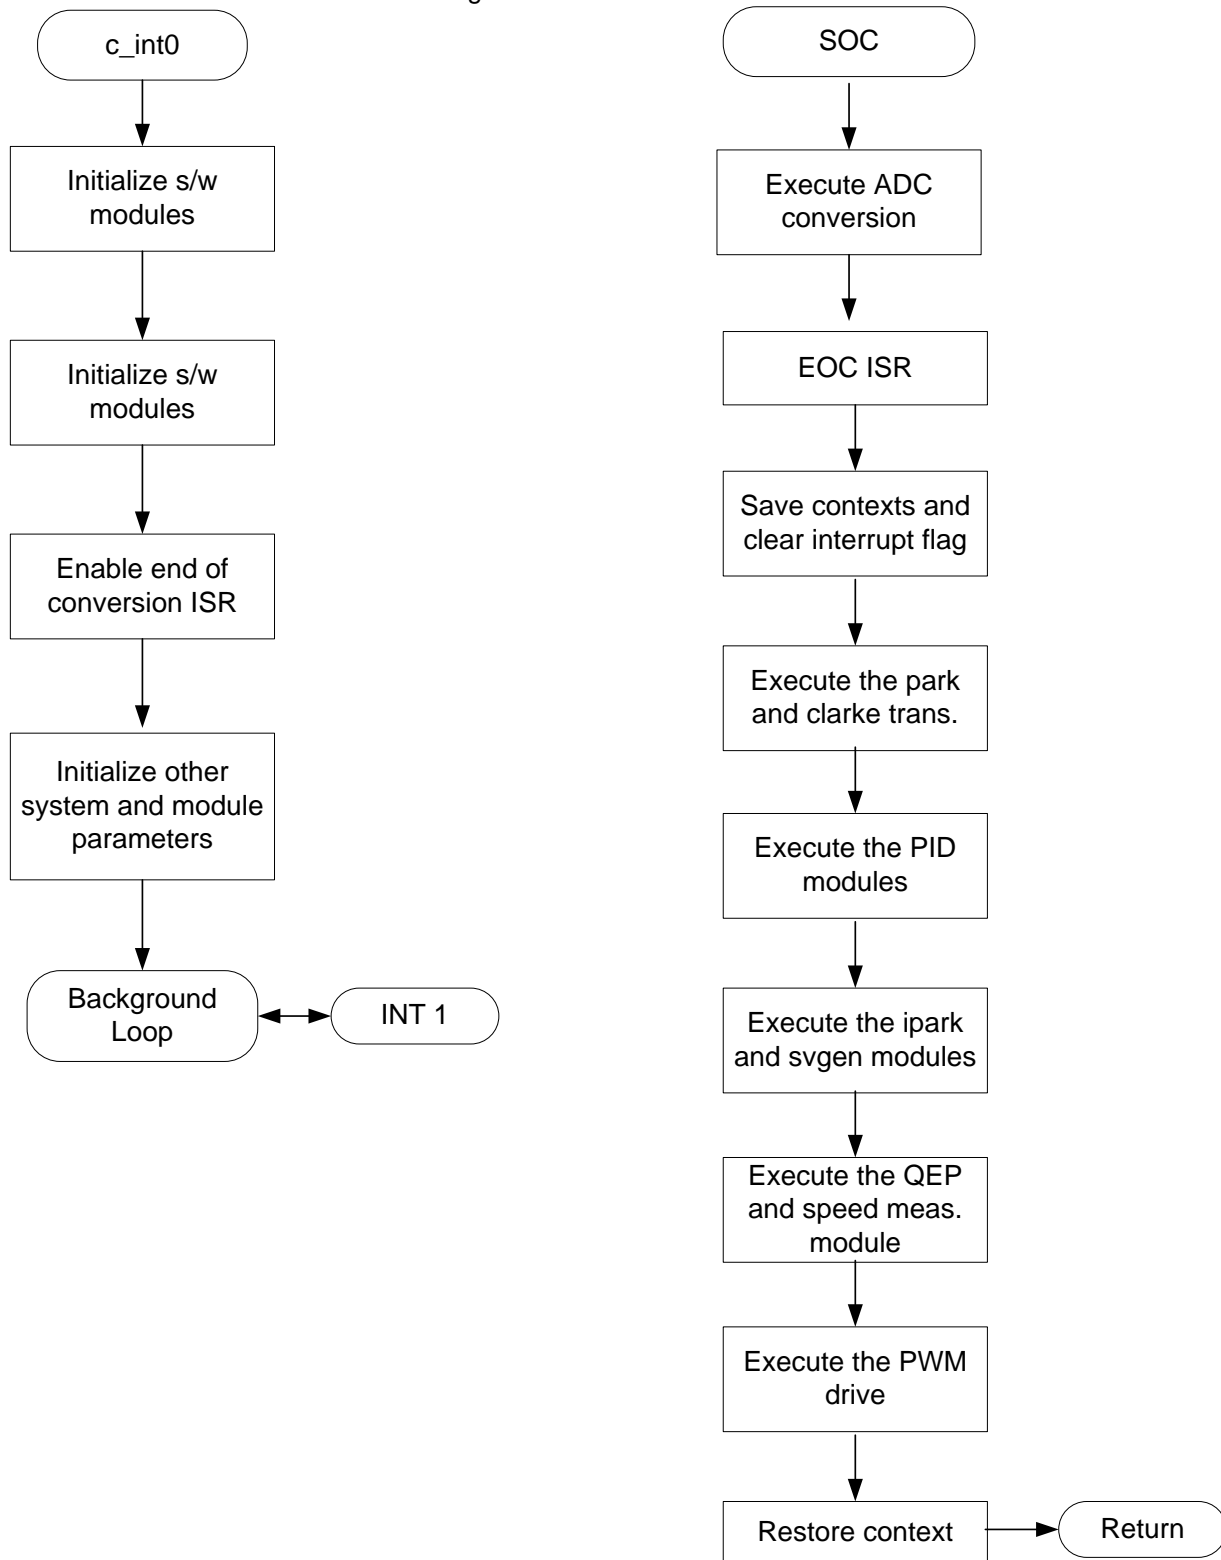 c_int0
Initialize s/w
modules
Initialize s/w
modules
Enable end of
conversion ISR
Initialize other
system and module
parameters
Background
Loop
INT 1
SOC
Execute ADC
conversion
EOC ISR
Save contexts and
clear interrupt flag
Execute the park
and clarke trans.
Execute the PID
modules
Execute the ipark
and svgen modules
Execute the QEP
and speed meas.
module
Execute the PWM
drive
Restore context
Return